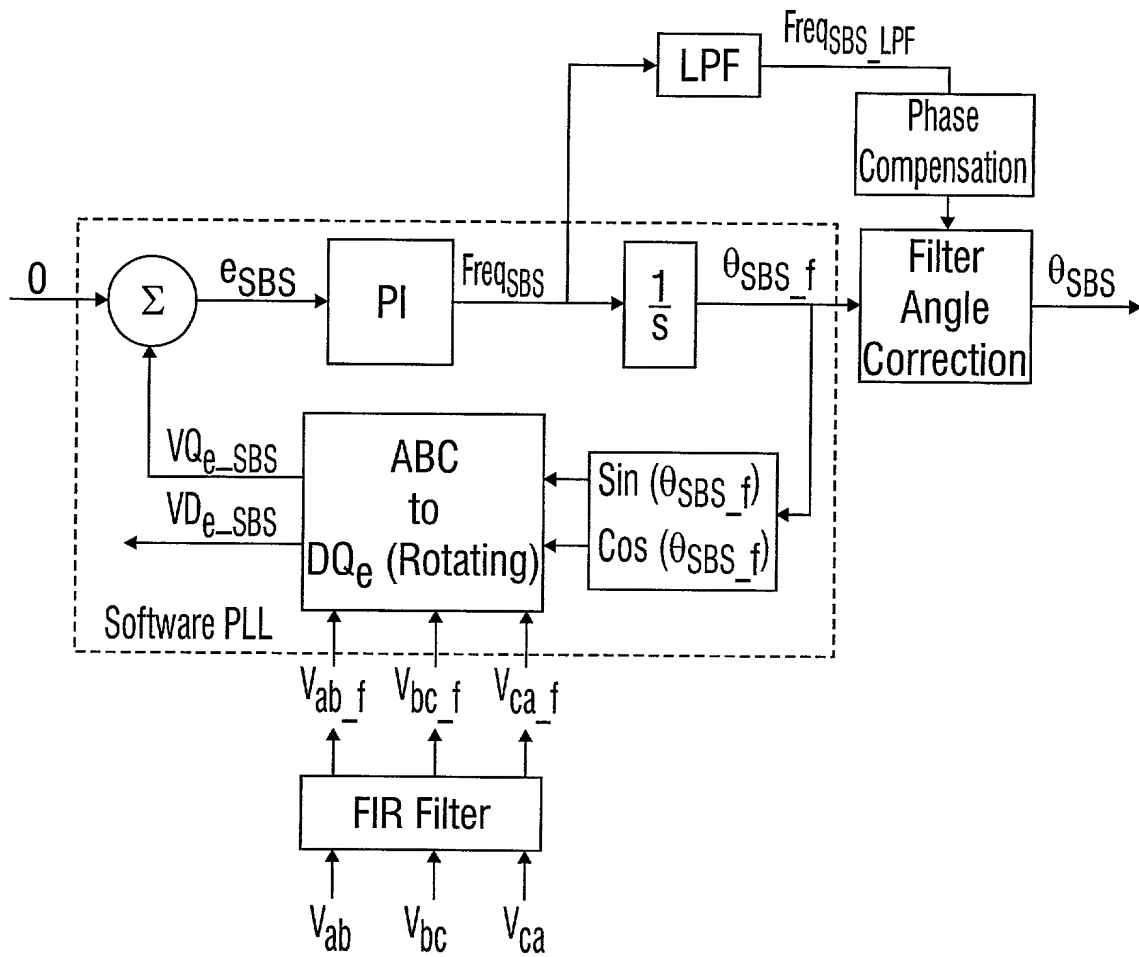 Freq_SBS_LPF
LPF
Phase
Compensation
0
Σ
e_SBS
PI
Freq_SBS
1
s
θ_SBS_f
Filter
Angle
Correction
θ_SBS
VQ_e_SBS
VD_e_SBS
ABC
to
DQ_e (Rotating)
Sin (θ_SBS_f)
Cos (θ_SBS_f)
Software PLL
V_ab_f
V_bc_f
V_ca_f
FIR Filter
V_ab
V_bc
V_ca